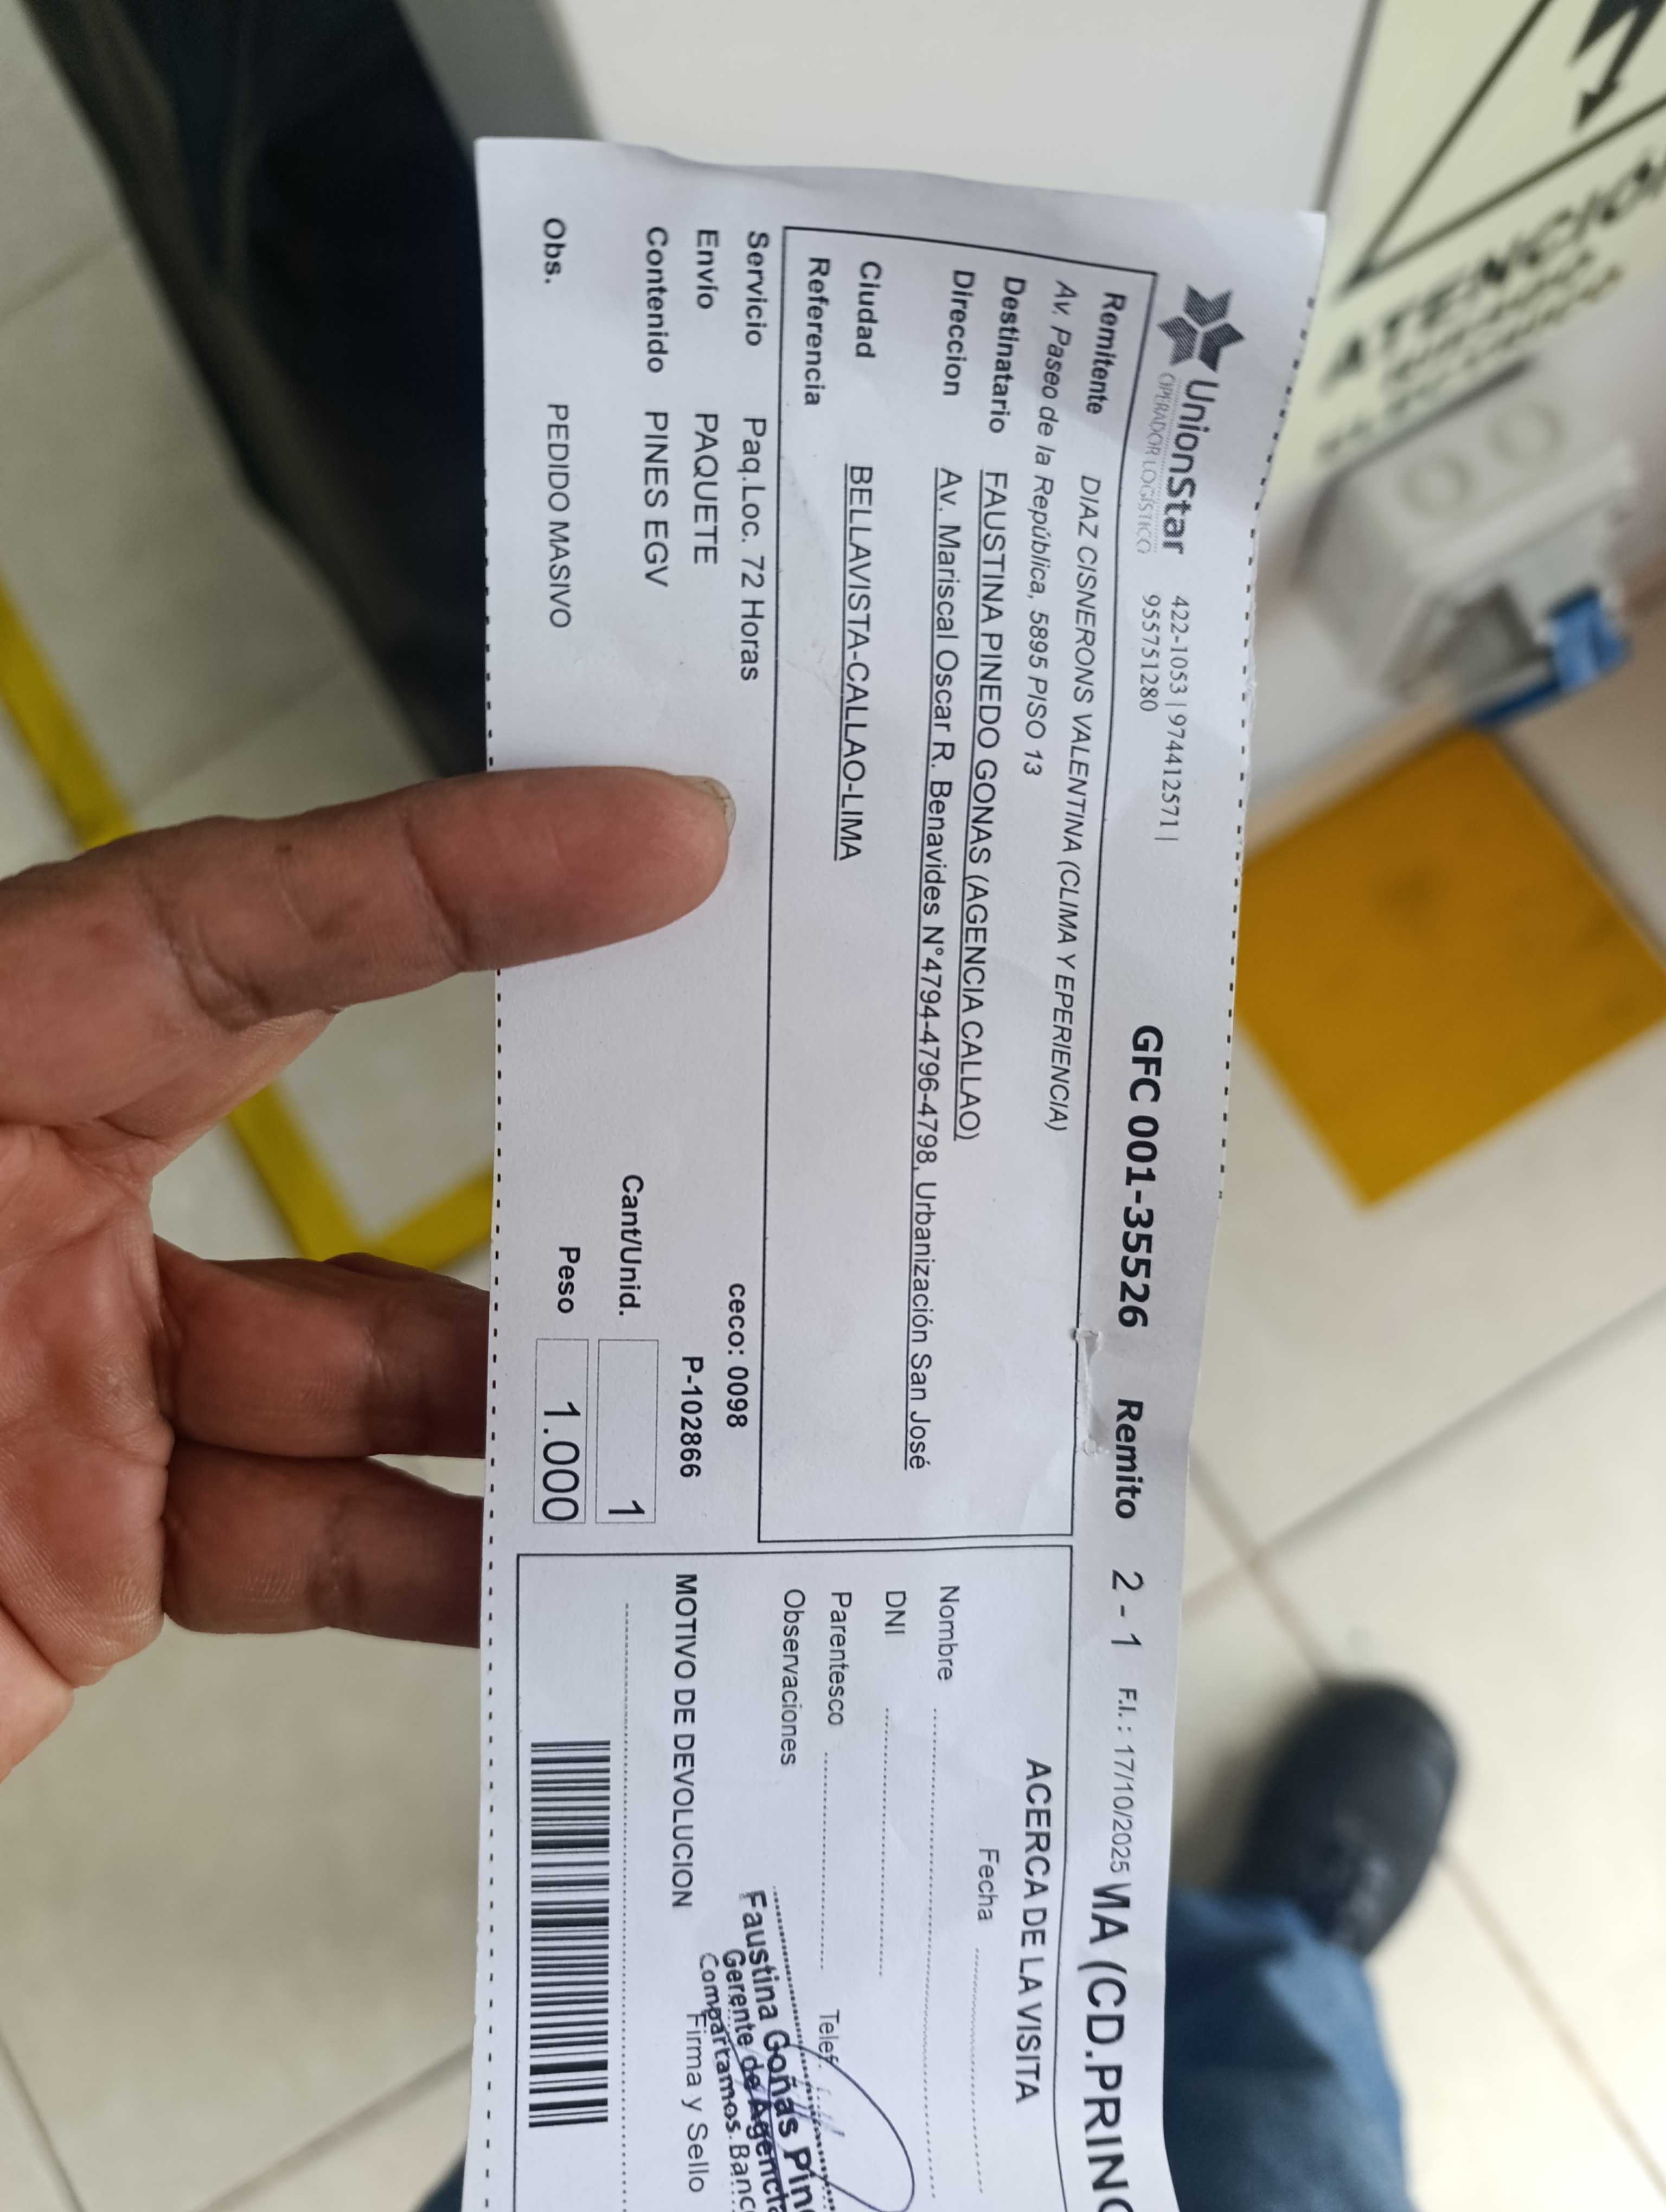 UnionStar
OPERADOR LOGÍSTICO
422-1053 | 974412571 |
955751280
GFC 001-35526 Remito 2 - 1 F.I. : 17/10/2025 VIA (CD.PRINC
Remitente DIAZ CISNERONS VALENTINA (CLIMA Y EPERIENCIA)
Av. Paseo de la República, 5895 PISO 13
Destinatario FAUSTINA PINEDO GONAS (AGENCIA CALLAO)
Direccion Av. Mariscal Oscar R. Benavides N°4794-4796-4798, Urbanización San José
Ciudad BELLAVISTA-CALLAO-LIMA
Referencia
Servicio Paq.Loc. 72 Horas ceco: 0098
Envío PAQUETE P-102866
Contenido PINES EGV Cant/Unid. 1
Obs. PEDIDO MASIVO Peso 1.000
ACERCA DE LA VISITA
Fecha
Nombre
DNI
Parentesco Telef.
Observaciones
MOTIVO DE DEVOLUCION
Faustina Goñas Pin
Gerente de Agencia
Compartamos Banc
Firma y Sello
ATENCION